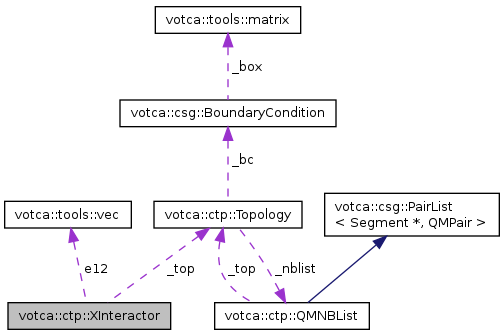 votca::tools::matrix
_box
votca::csg::BoundaryCondition
_bc
votca::tools::vec
votca::ctp::Topology
votca::csg::PairList
< Segment *, QMPair >
e12
_top
_top
_nblist
votca::ctp::XInteractor
votca::ctp::QMNBList